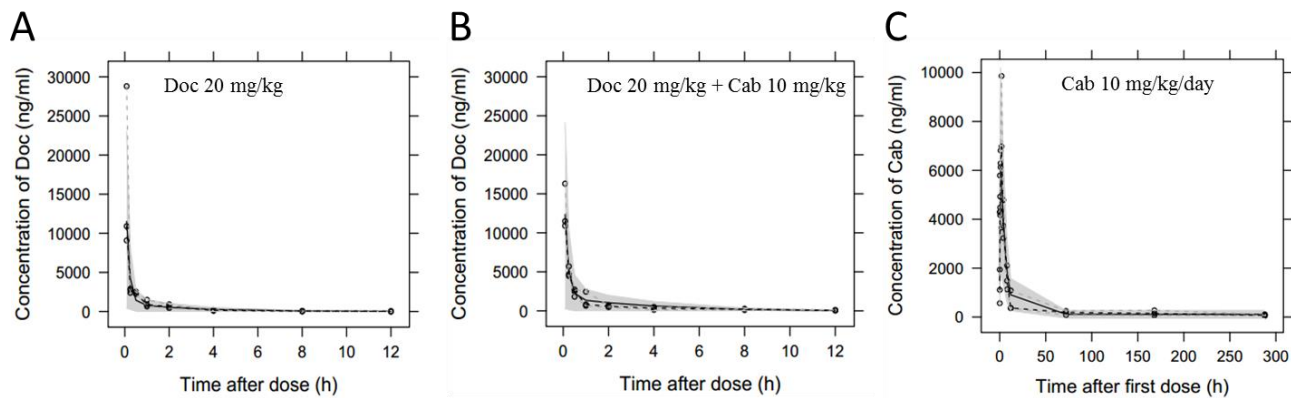 A
Doc 20 mg/kg
Concentration of Doc (ng/ml)
30000
25000
20000
15000
10000
5000
0
0 2 4 6 8 10 12
Time after dose (h)
B
Doc 20 mg/kg + Cab 10 mg/kg
Concentration of Doc (ng/ml)
30000
25000
20000
15000
10000
5000
0
0 2 4 6 8 10 12
Time after dose (h)
C
Cab 10 mg/kg/day
Concentration of Cab (ng/ml)
10000
8000
6000
4000
2000
0
0 50 100 150 200 250 300
Time after first dose (h)